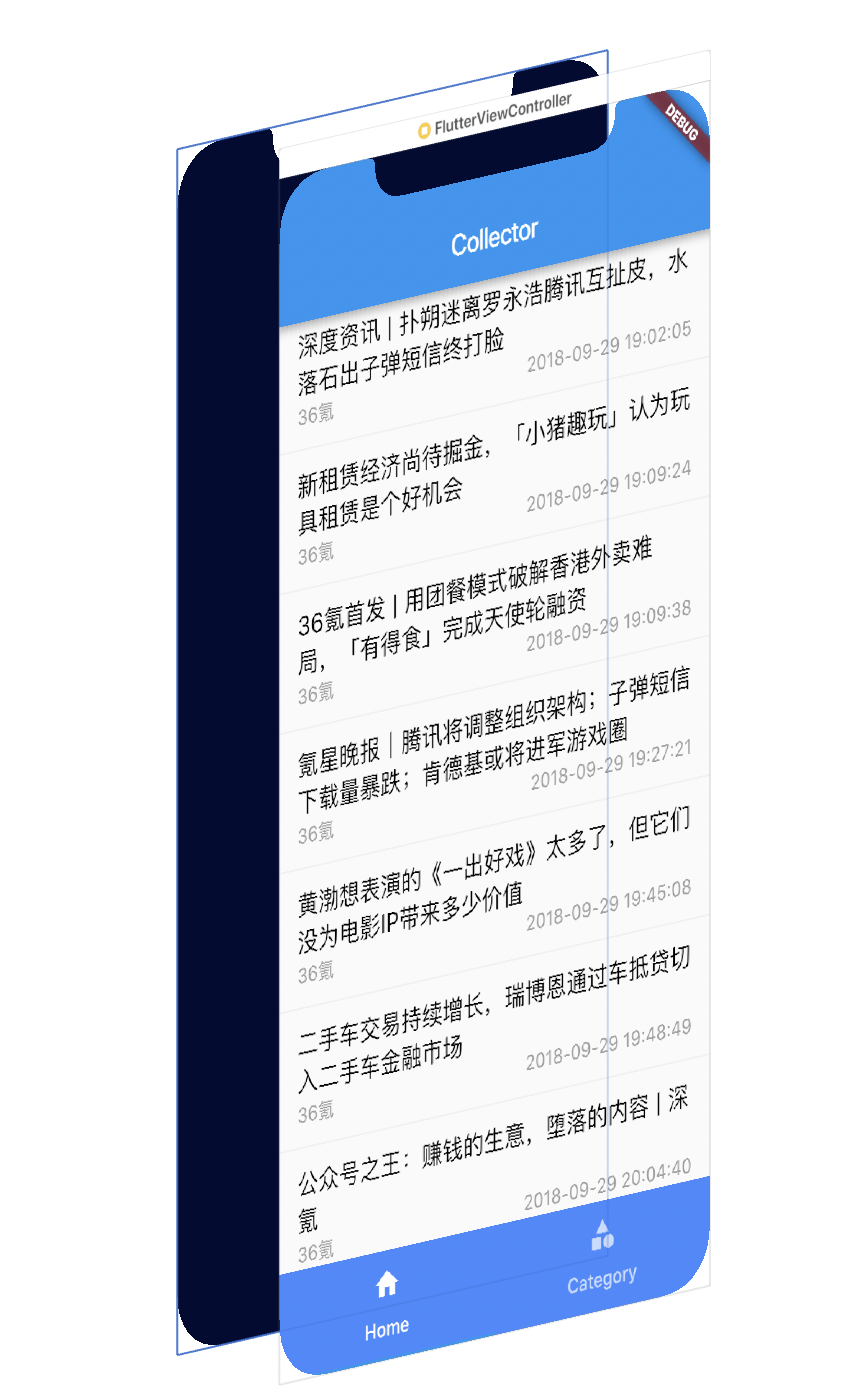 FlutterViewController
DEBUG
Collector
深度资讯 | 扑朔迷离罗永浩腾讯互扯皮，水
落石出子弹短信终打脸
2018-09-29 19:02:05
36氪
新租赁经济尚待掘金，「小猪趣玩」认为玩
具租赁是个好机会
2018-09-29 19:09:24
36氪
36氪首发 | 用团餐模式破解香港外卖难
局，「有得食」完成天使轮融资
2018-09-29 19:09:38
36氪
氪星晚报｜腾讯将调整组织架构；子弹短信
下载量暴跌；肯德基或将进军游戏圈
2018-09-29 19:27:21
36氪
黄渤想表演的《一出好戏》太多了，但它们
没为电影IP带来多少价值
2018-09-29 19:45:08
36氪
二手车交易持续增长，瑞博恩通过车抵贷切
入二手车金融市场
2018-09-29 19:48:49
36氪
公众号之王：赚钱的生意，堕落的内容 | 深
氪
2018-09-29 20:04:40
36氪
Home
Category